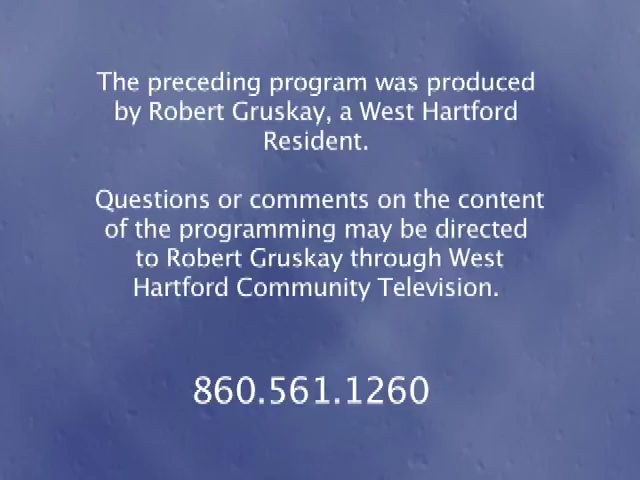 The preceding program was produced
by Robert Gruskay, a West Hartford
Resident.
Questions or comments on the content
of the programming may be directed
to Robert Gruskay through West
Hartford Community Television.
860.561.1260